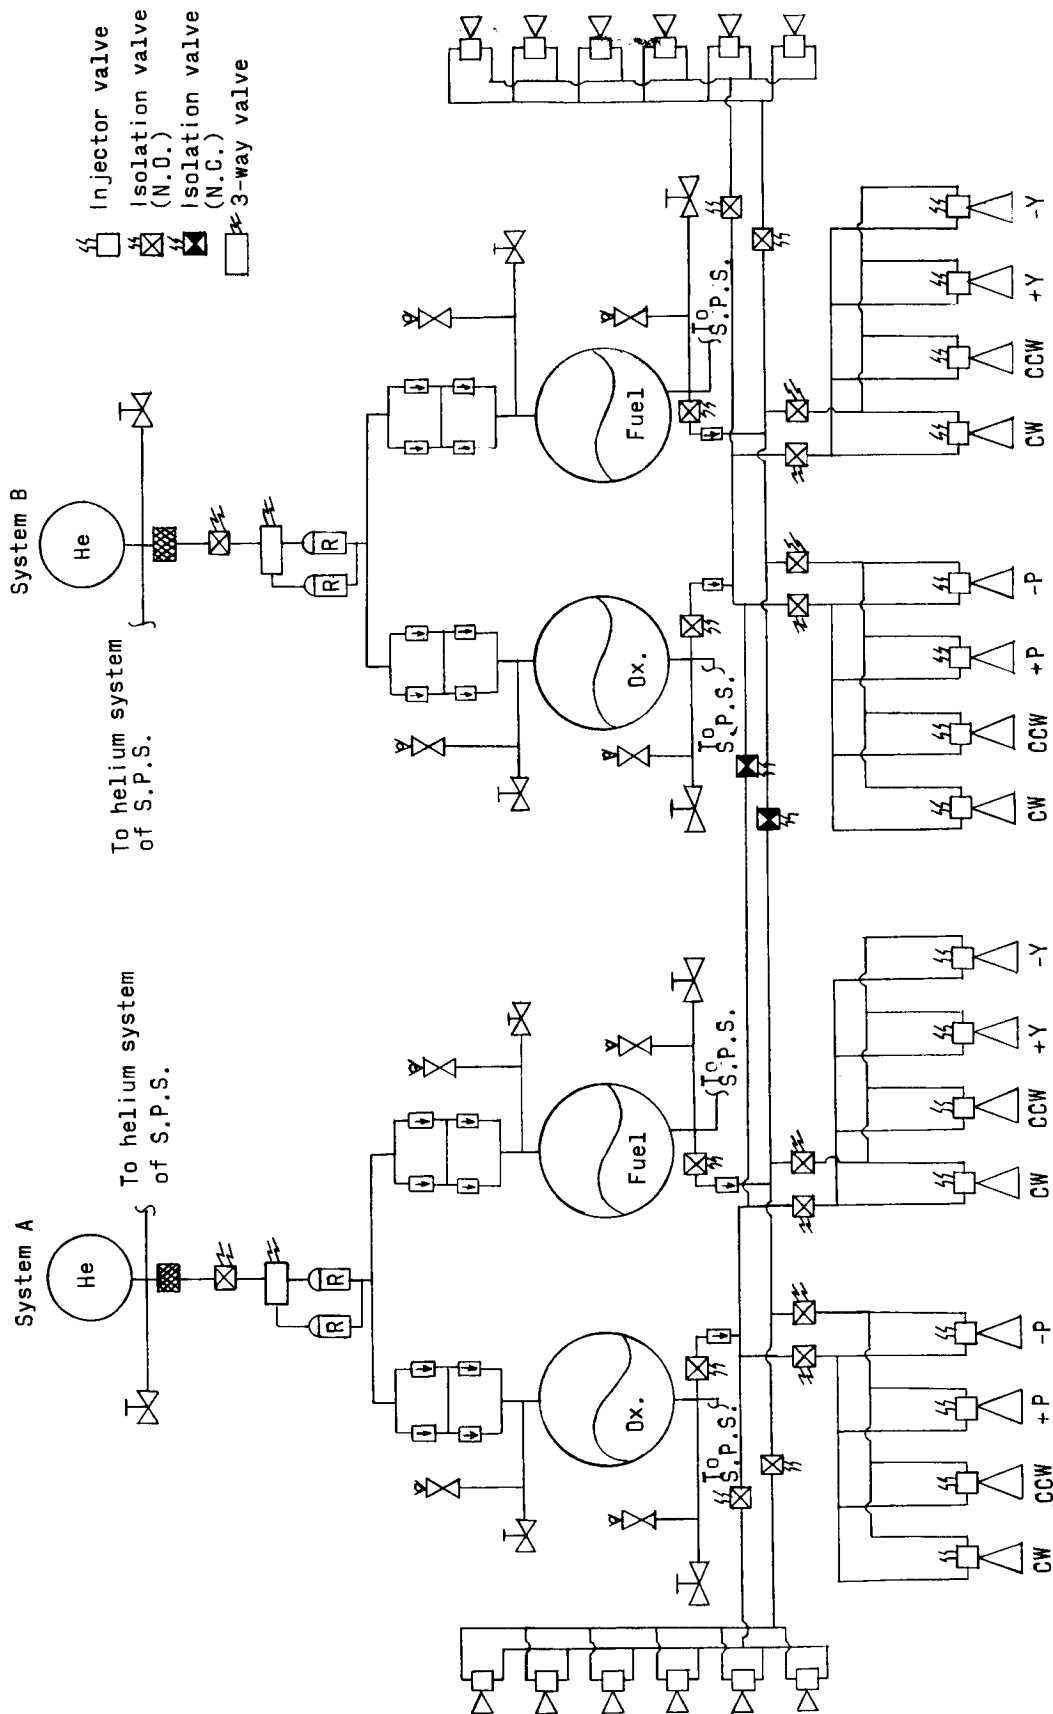 System A
He
To helium system
of S.P.S.
R
R
Ox.
Fuel
To
S.P.S.
To
S.P.S.
CW
CCW
+P
-P
CW
CCW
+Y
-Y
System B
He
To helium system
of S.P.S.
R
R
Ox.
Fuel
To
S.P.S.
To
S.P.S.
CW
CCW
+P
-P
CW
CCW
+Y
-Y
Injector valve
Isolation valve
(N.O.)
Isolation valve
(N.C.)
3-way valve